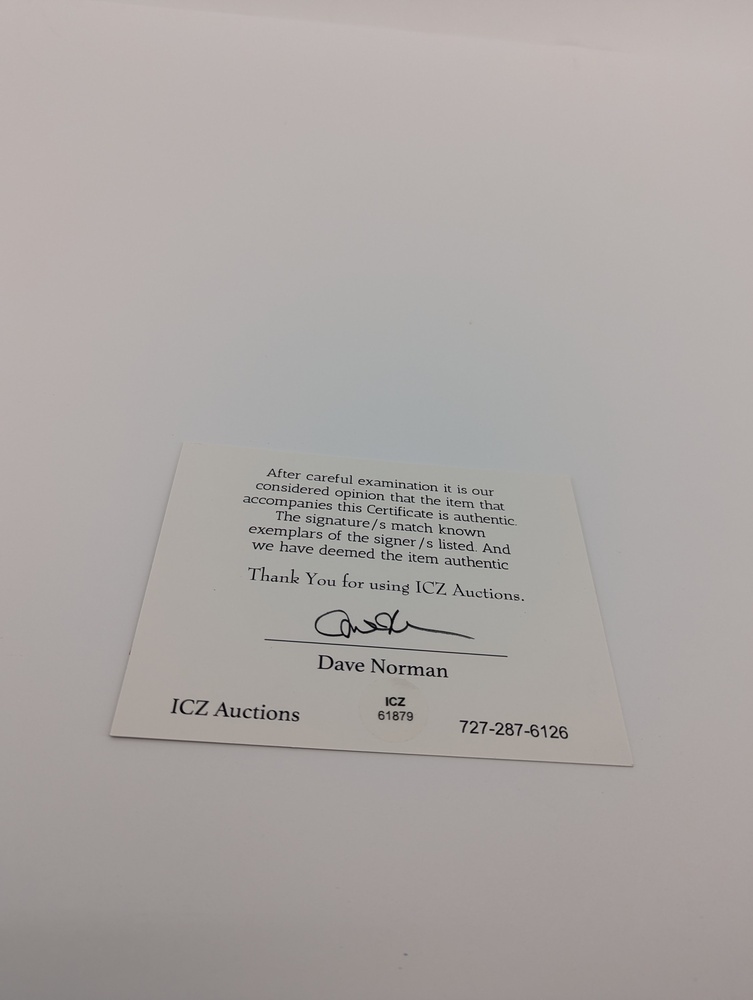 After careful examination it is our
considered opinion that the item that
accompanies this Certificate is authentic.
The signature/s match known
exemplars of the signer/s listed. And
we have deemed the item authentic
Thank You for using ICZ Auctions.
Dave Norman
ICZ Auctions
ICZ
61879
727-287-6126